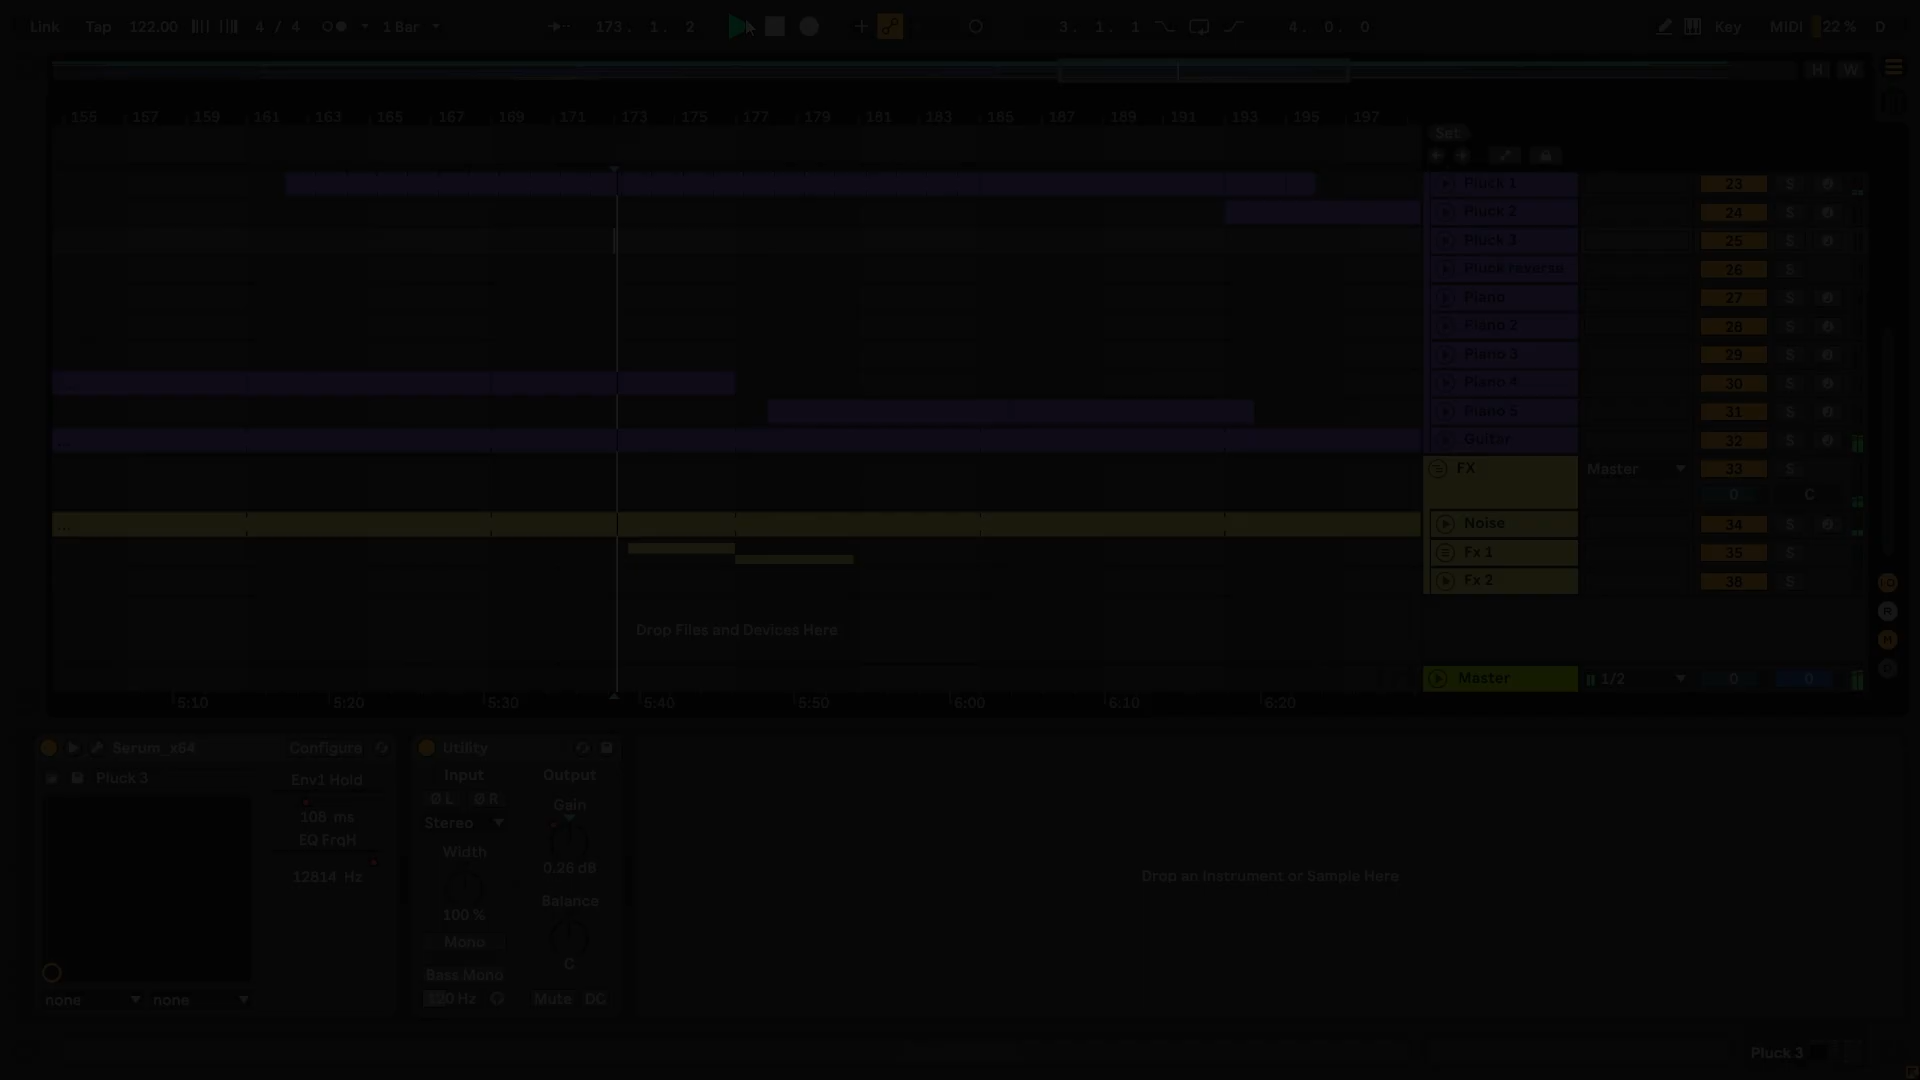 Link Tap 122.00 4 / 4 1 Bar 173. 1. 2 3. 1. 1 4. 0. 0 Key MIDI 22 % D
H W
155 157 159 161 163 165 167 169 171 173 175 177 179 181 183 185 187 189 191 193 195 197
Set
Pluck 1 23 S
Pluck 2 24 S
Pluck 3 25 S
Pluck reverse 26 S
Piano 27 S
Piano 2 28 S
Piano 3 29 S
Piano 4 30 S
Piano 5 31 S
Guitar 32 S
FX Master 33 S
0 C
... Noise 34 S
Fx 1 35 S
Fx 2 38 S
Drop Files and Devices Here
Master 1/2 0 0
5:10 5:20 5:30 5:40 5:50 6:00 6:10 6:20
Serum_x64 Configure
Pluck 3
Env1 Hold
108 ms
EQ FrqH
12814 Hz
none none
Utility
Input Output
Ø L Ø R Gain
Stereo
Width 0.26 dB
100 % Balance
Mono C
Bass Mono
120 Hz Mute DC
Drop an Instrument or Sample Here
Pluck 3